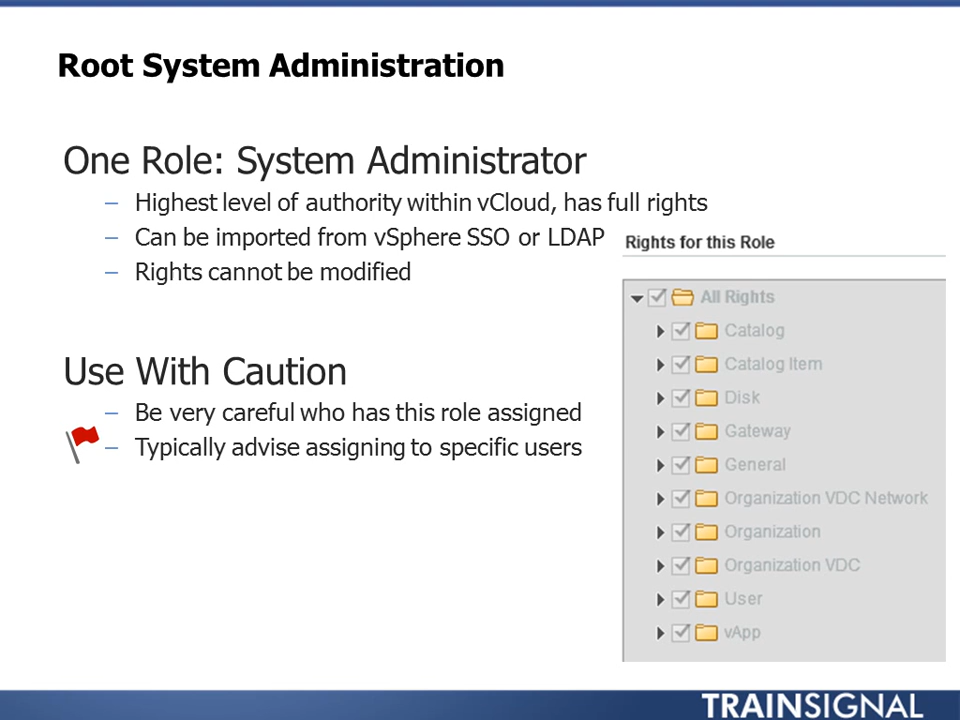 Root System Administration
One Role: System Administrator
– Highest level of authority within vCloud, has full rights
– Can be imported from vSphere SSO or LDAP
– Rights cannot be modified
Use With Caution
– Be very careful who has this role assigned
– Typically advise assigning to specific users
Rights for this Role
All Rights
Catalog
Catalog Item
Disk
Gateway
General
Organization VDC Network
Organization
Organization VDC
User
vApp
TRAINSIGNAL